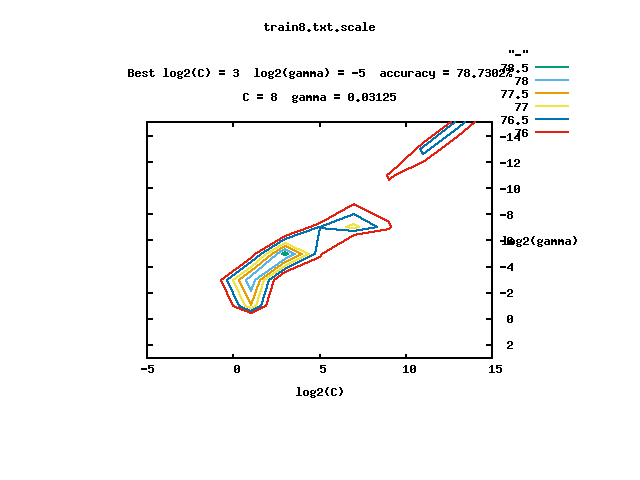 train8.txt.scale
"-"
Best log2(C) = 3 log2(gamma) = -5 accuracy = 78.7302%
78.5
78
77.5
C = 8 gamma = 0.03125
77
76.5
76
-14
-12
-10
-8
-6
log2(gamma)
-4
-2
0
2
-5 0 5 10 15
log2(C)